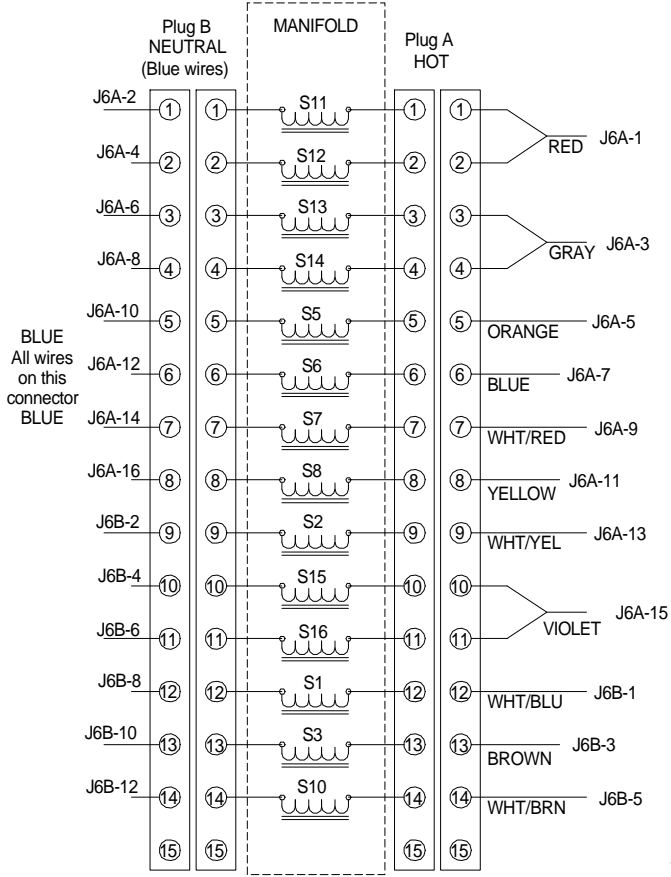 Plug B
NEUTRAL
(Blue wires)
MANIFOLD
Plug A
HOT
J6A-2 1 1 S11 1 1
RED J6A-1
J6A-4 2 2 S12 2 2
J6A-6 3 3 S13 3 3
GRAY J6A-3
J6A-8 4 4 S14 4 4
J6A-10 5 5 S5 5 5 ORANGE J6A-5
BLUE
All wires
on this
connector
BLUE
J6A-12 6 6 S6 6 6 BLUE J6A-7
J6A-14 7 7 S7 7 7 WHT/RED J6A-9
J6A-16 8 8 S8 8 8 YELLOW J6A-11
J6B-2 9 9 S2 9 9 WHT/YEL J6A-13
J6B-4 10 10 S15 10 10
VIOLET J6A-15
J6B-6 11 11 S16 11 11
J6B-8 12 12 S1 12 12 WHT/BLU J6B-1
J6B-10 13 13 S3 13 13 BROWN J6B-3
J6B-12 14 14 S10 14 14 WHT/BRN J6B-5
15 15 15 15